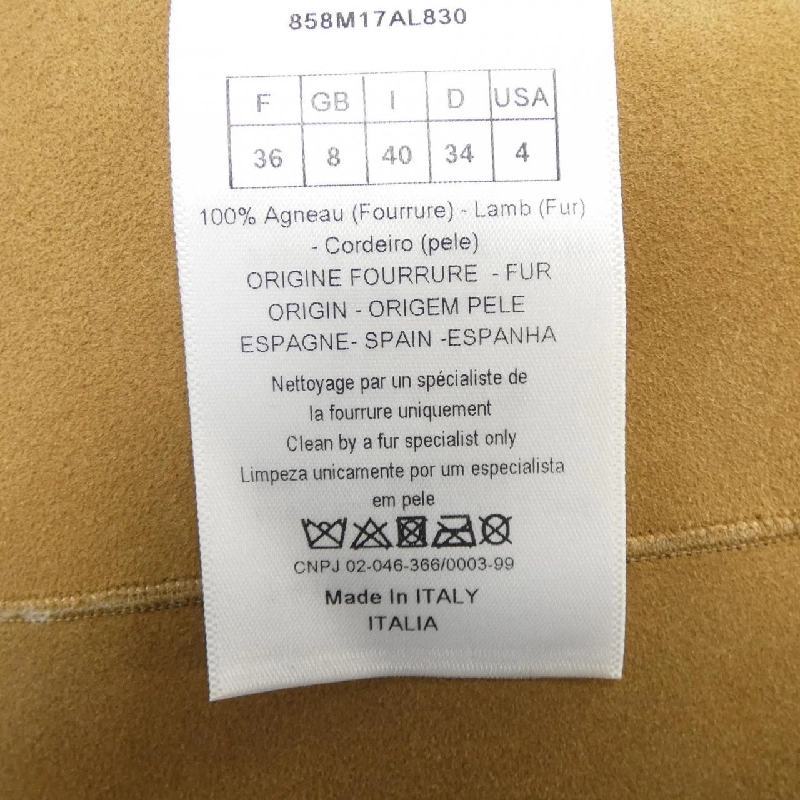 858M17AL830
F GB I D USA
36 8 40 34 4
100% Agneau (Fourrure) - Lamb (Fur)
- Cordeiro (pele)
ORIGINE FOURRURE - FUR
ORIGIN - ORIGEM PELE
ESPAGNE- SPAIN -ESPANHA
Nettoyage par un spécialiste de
la fourrure uniquement
Clean by a fur specialist only
Limpeza unicamente por um especialista
em pele
CNPJ 02-046-366/0003-99
Made In ITALY
ITALIA